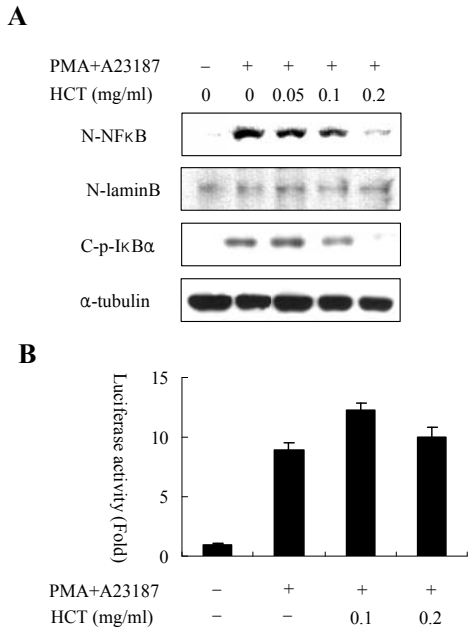 A
PMA+A23187 – + + + +
HCT (mg/ml) 0 0 0.05 0.1 0.2
N-NFκB
N-laminB
C-p-IκBα
α-tubulin
B
Luciferase activity (Fold)
15
10
5
0
PMA+A23187 – + + +
HCT (mg/ml) – – 0.1 0.2